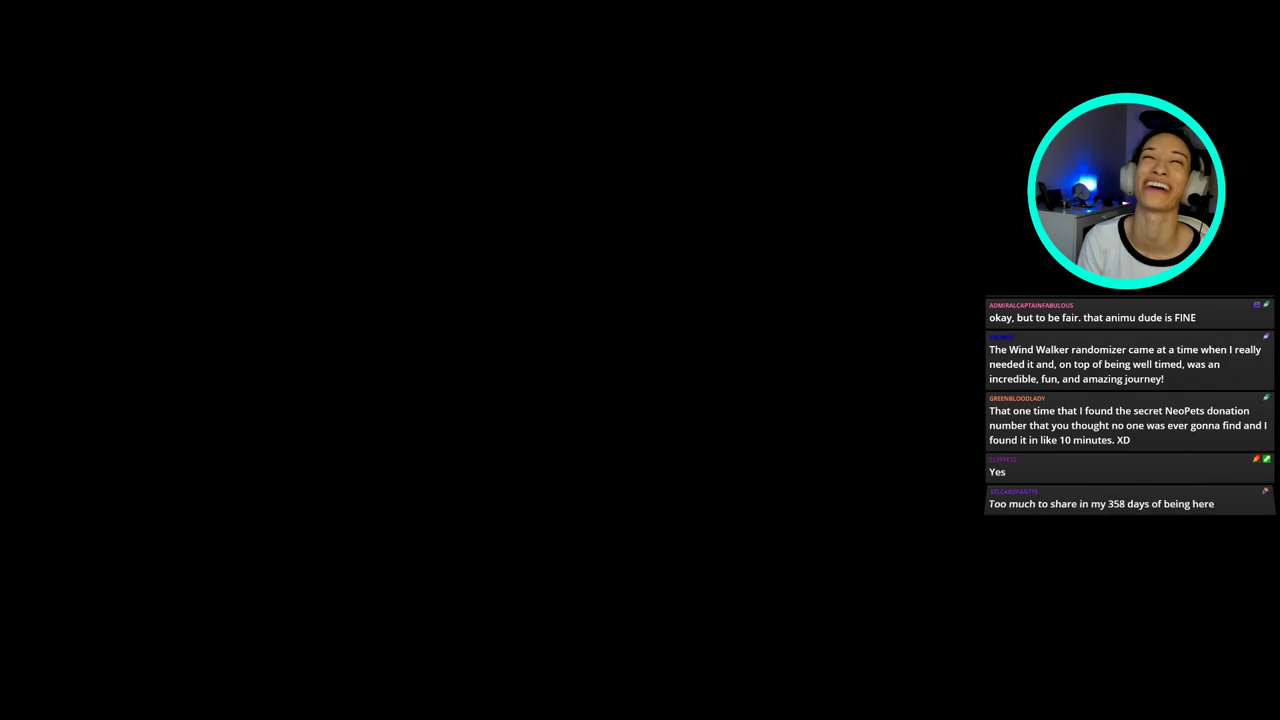 ADMIRALCAPTAINFABULOUS
okay, but to be fair. that animu dude is FINE
The Wind Walker randomizer came at a time when I really
needed it and, on top of being well timed, was an
incredible, fun, and amazing journey!
GREENBLOODLADY
That one time that I found the secret NeoPets donation
number that you thought no one was ever gonna find and I
found it in like 10 minutes. XD
Yes
Too much to share in my 358 days of being here